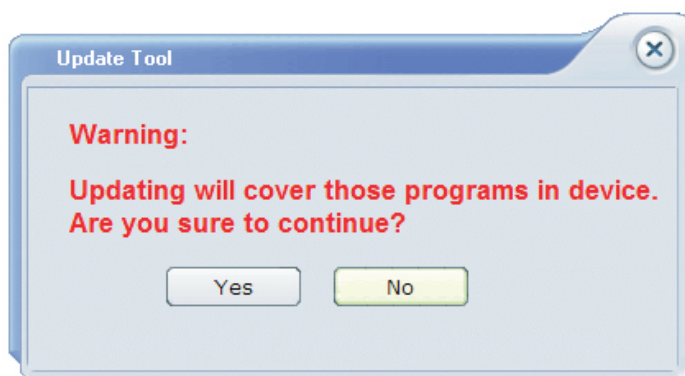 Update Tool
Warning:
Updating will cover those programs in device.
Are you sure to continue?
Yes No